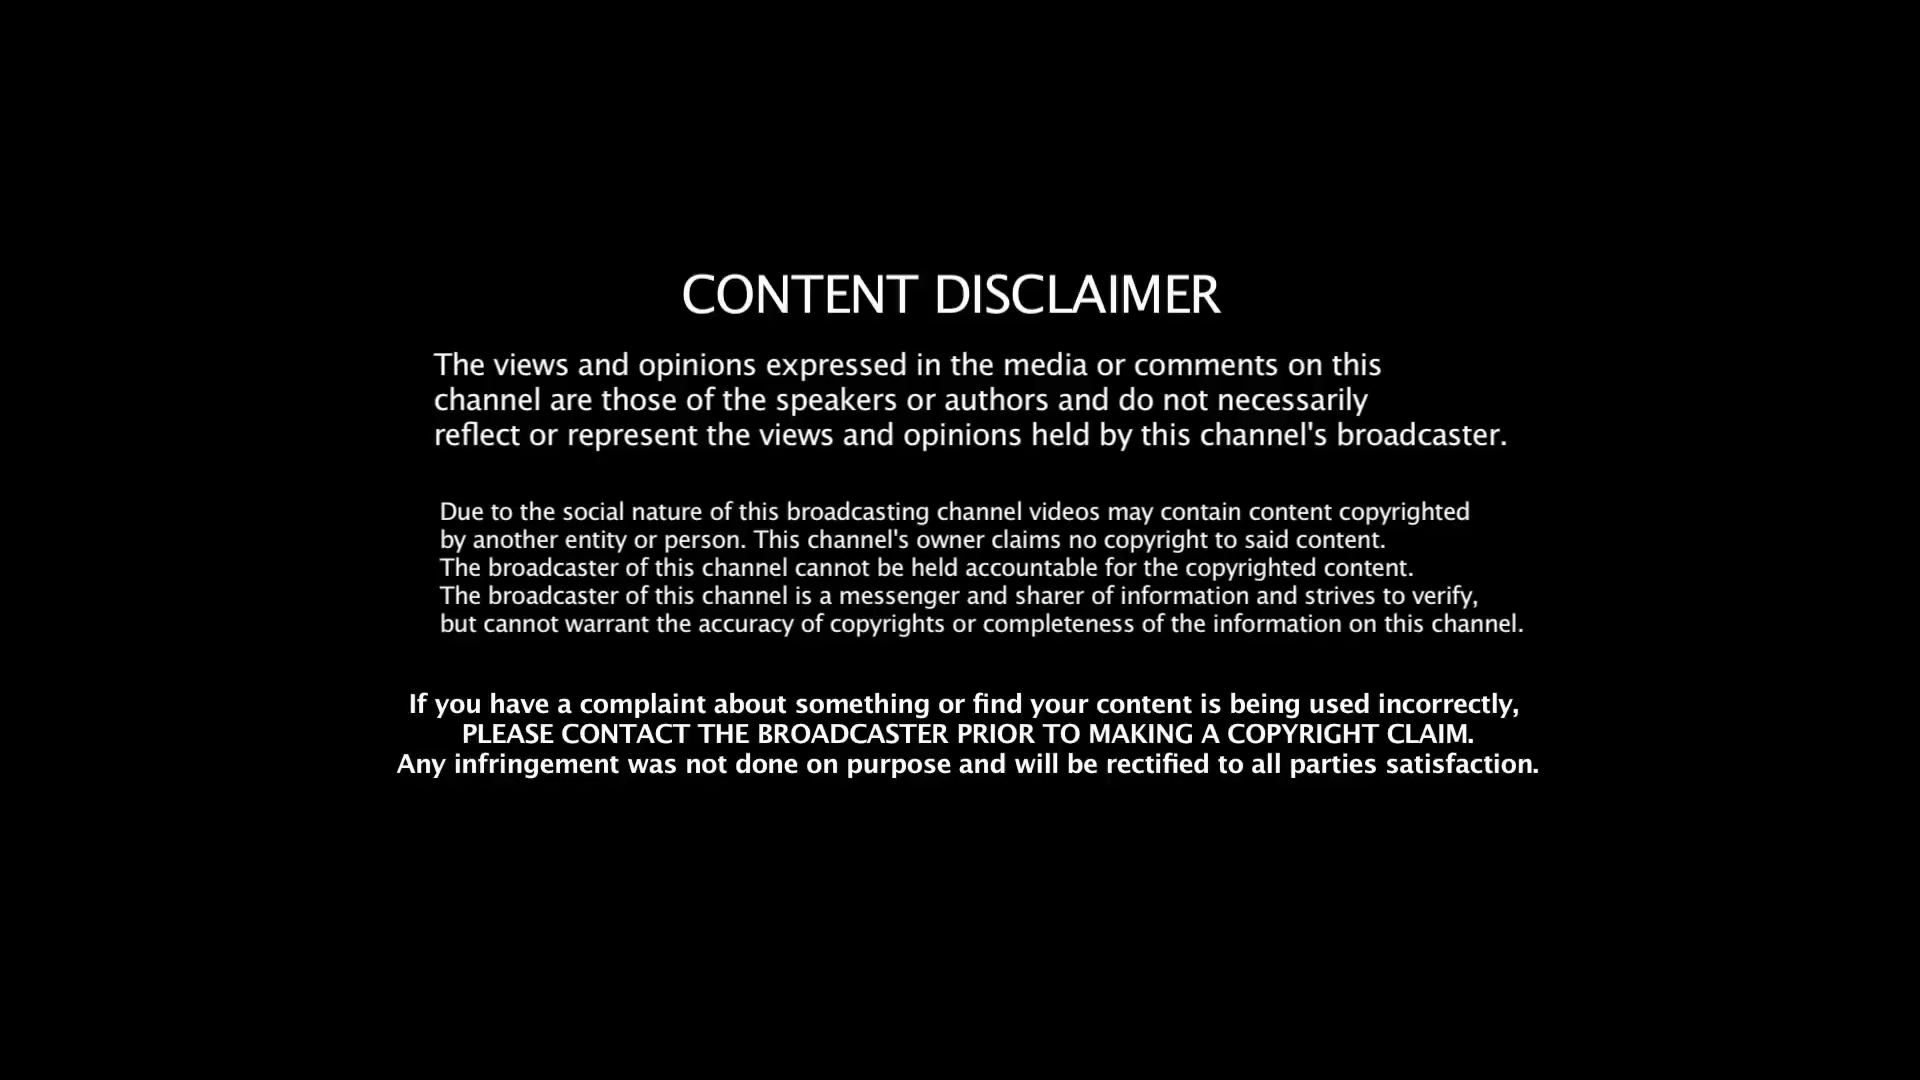 CONTENT DISCLAIMER
The views and opinions expressed in the media or comments on this
channel are those of the speakers or authors and do not necessarily
reflect or represent the views and opinions held by this channel's broadcaster.
Due to the social nature of this broadcasting channel videos may contain content copyrighted
by another entity or person. This channel's owner claims no copyright to said content.
The broadcaster of this channel cannot be held accountable for the copyrighted content.
The broadcaster of this channel is a messenger and sharer of information and strives to verify,
but cannot warrant the accuracy of copyrights or completeness of the information on this channel.
If you have a complaint about something or find your content is being used incorrectly,
PLEASE CONTACT THE BROADCASTER PRIOR TO MAKING A COPYRIGHT CLAIM.
Any infringement was not done on purpose and will be rectified to all parties satisfaction.